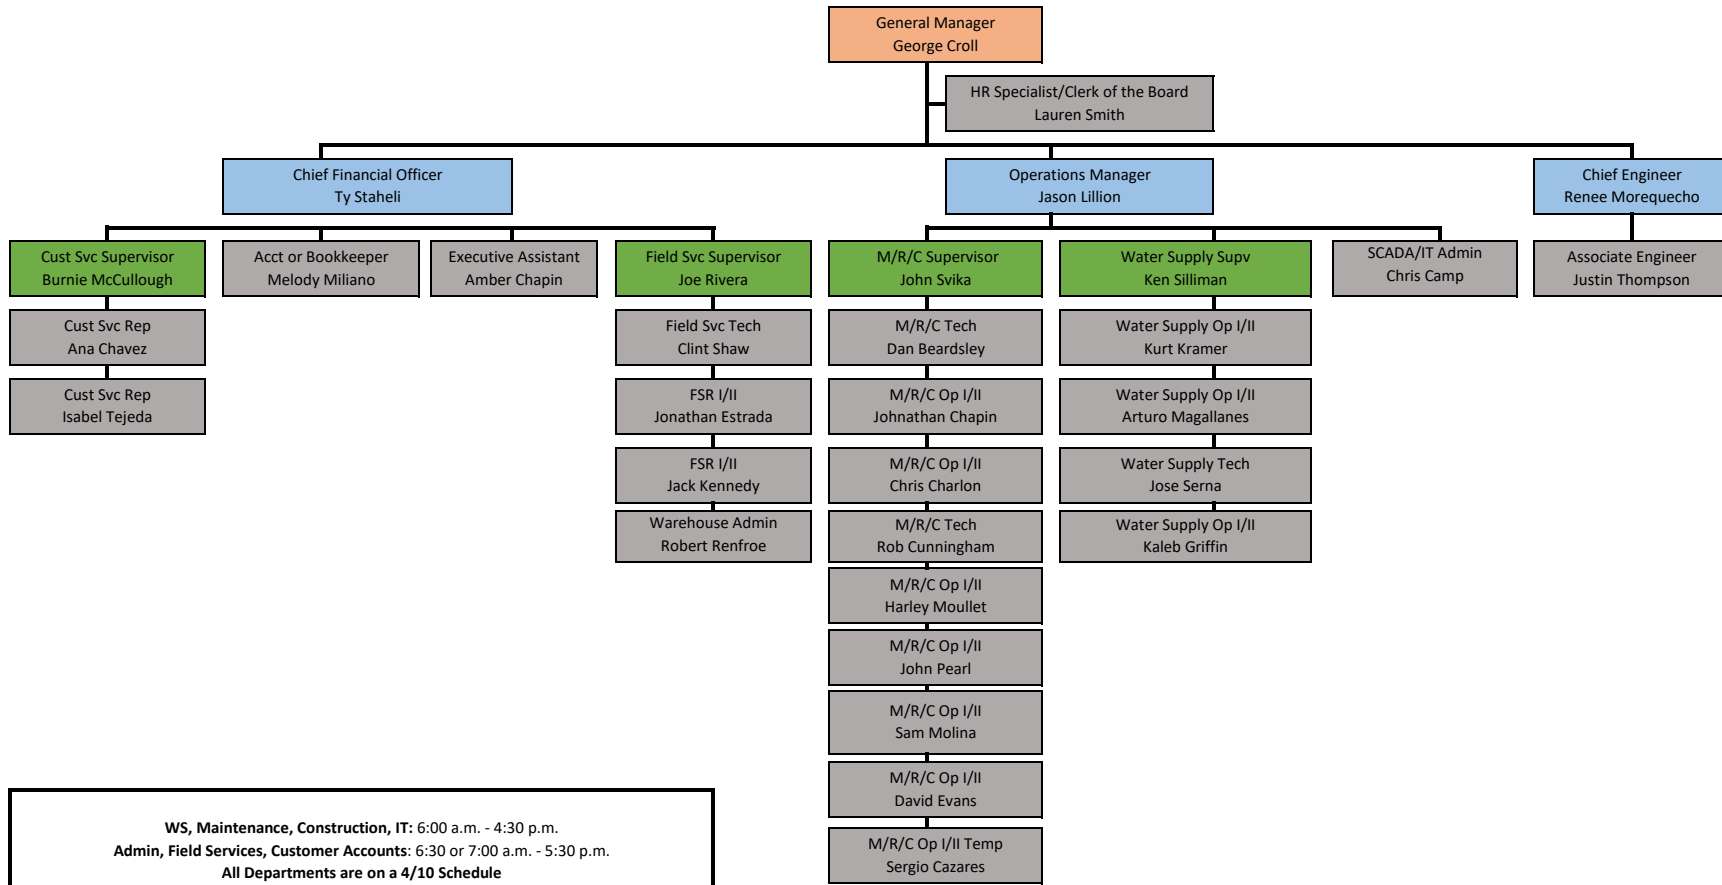 General Manager
George Croll
HR Specialist/Clerk of the Board
Lauren Smith
Chief Financial Officer
Ty Staheli
Operations Manager
Jason Lillion
Chief Engineer
Renee Morequecho
Cust Svc Supervisor
Burnie McCullough
Acct or Bookkeeper
Melody Miliano
Executive Assistant
Amber Chapin
Field Svc Supervisor
Joe Rivera
M/R/C Supervisor
John Svika
Water Supply Supv
Ken Silliman
SCADA/IT Admin
Chris Camp
Associate Engineer
Justin Thompson
Cust Svc Rep
Ana Chavez
Cust Svc Rep
Isabel Tejeda
Field Svc Tech
Clint Shaw
FSR I/II
Jonathan Estrada
FSR I/II
Jack Kennedy
Warehouse Admin
Robert Renfroe
M/R/C Tech
Dan Beardsley
M/R/C Op I/II
Johnathan Chapin
M/R/C Op I/II
Chris Charlon
M/R/C Tech
Rob Cunningham
M/R/C Op I/II
Harley Moullet
M/R/C Op I/II
John Pearl
M/R/C Op I/II
Sam Molina
M/R/C Op I/II
David Evans
M/R/C Op I/II Temp
Sergio Cazares
Water Supply Op I/II
Kurt Kramer
Water Supply Op I/II
Arturo Magallanes
Water Supply Tech
Jose Serna
Water Supply Op I/II
Kaleb Griffin
WS, Maintenance, Construction, IT: 6:00 a.m. - 4:30 p.m.
Admin, Field Services, Customer Accounts: 6:30 or 7:00 a.m. - 5:30 p.m.
All Departments are on a 4/10 Schedule